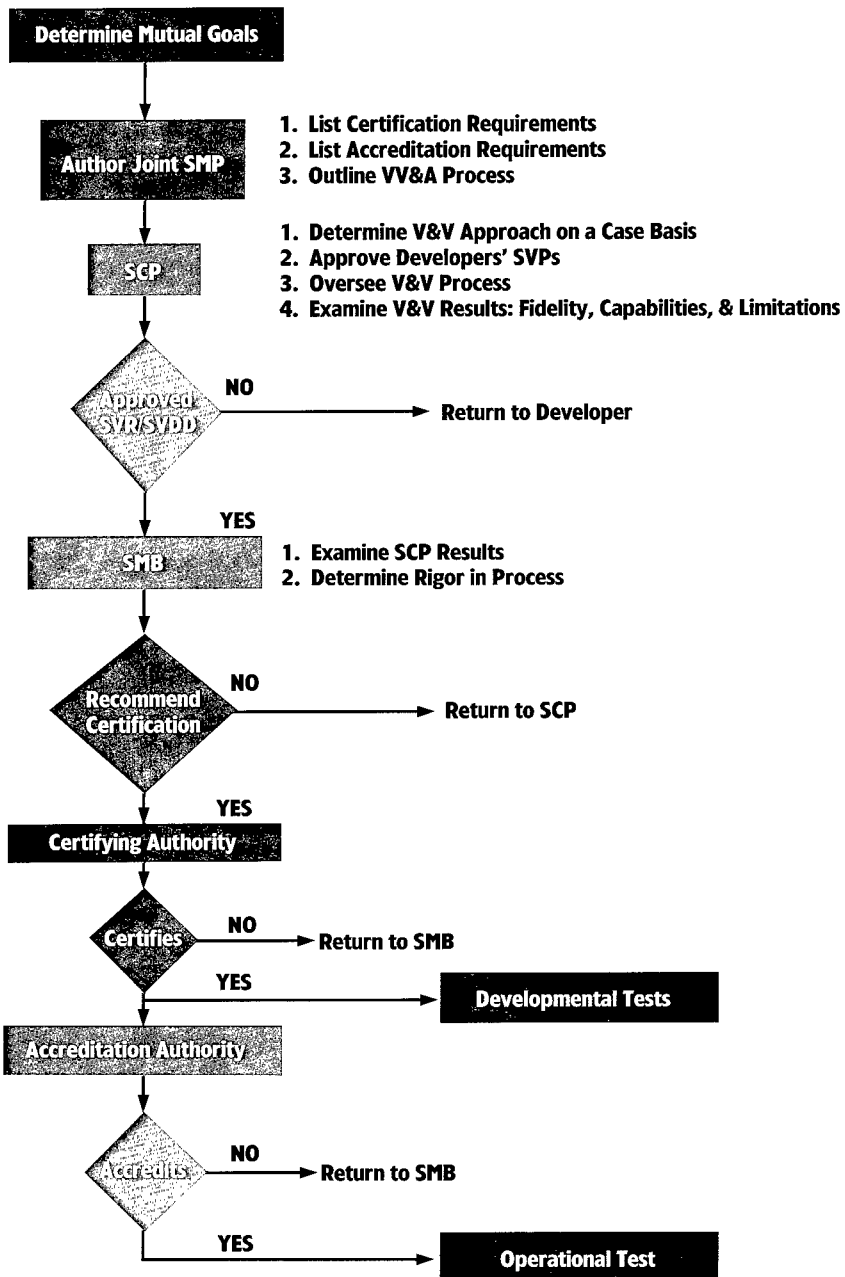 Determine Mutual Goals
Author Joint SMP
1. List Certification Requirements
2. List Accreditation Requirements
3. Outline VV&A Process
SCP
1. Determine V&V Approach on a Case Basis
2. Approve Developers' SVPs
3. Oversee V&V Process
4. Examine V&V Results: Fidelity, Capabilities, & Limitations
Approved
SVR/SVDD
NO
Return to Developer
YES
SMB
1. Examine SCP Results
2. Determine Rigor in Process
Recommend
Certification
NO
Return to SCP
YES
Certifying Authority
Certifies
NO
Return to SMB
YES
Developmental Tests
Accreditation Authority
Accredits
NO
Return to SMB
YES
Operational Test